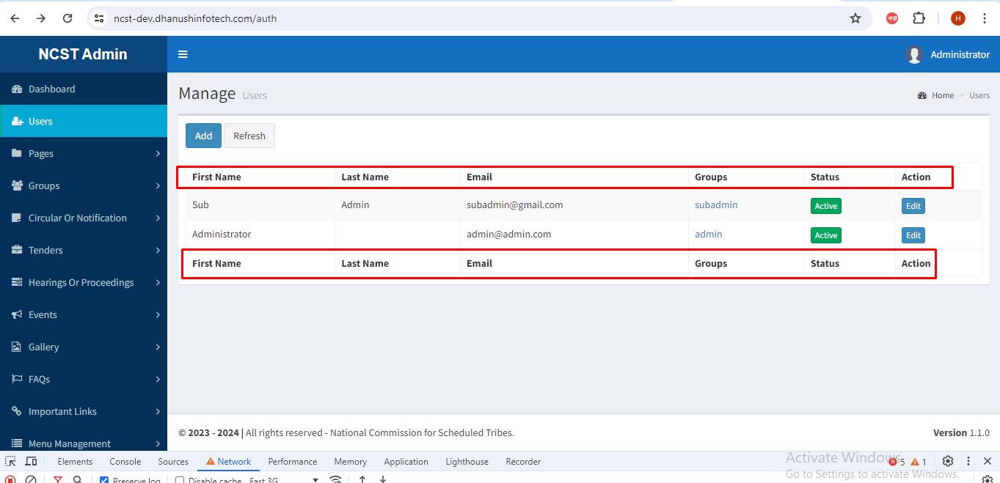 ncst-dev.dhanushinfotech.com/auth
H
NCST Admin
Administrator
Dashboard
Users
Pages
Groups
Circular Or Notification
Tenders
Hearings Or Proceedings
Events
Gallery
FAQs
Important Links
Menu Management
Manage Users
Home > Users
Add Refresh
First Name Last Name Email Groups Status Action
Sub Admin subadmin@gmail.com subadmin Active Edit
Administrator admin@admin.com admin Active Edit
First Name Last Name Email Groups Status Action
© 2023 - 2024 | All rights reserved - National Commission for Scheduled Tribes.
Version 1.1.0
Activate Windows
Go to Settings to activate Windows.
Elements Console Sources Network Performance Memory Application Lighthouse Recorder 5 1
Preserve log Disable cache Fast 3G